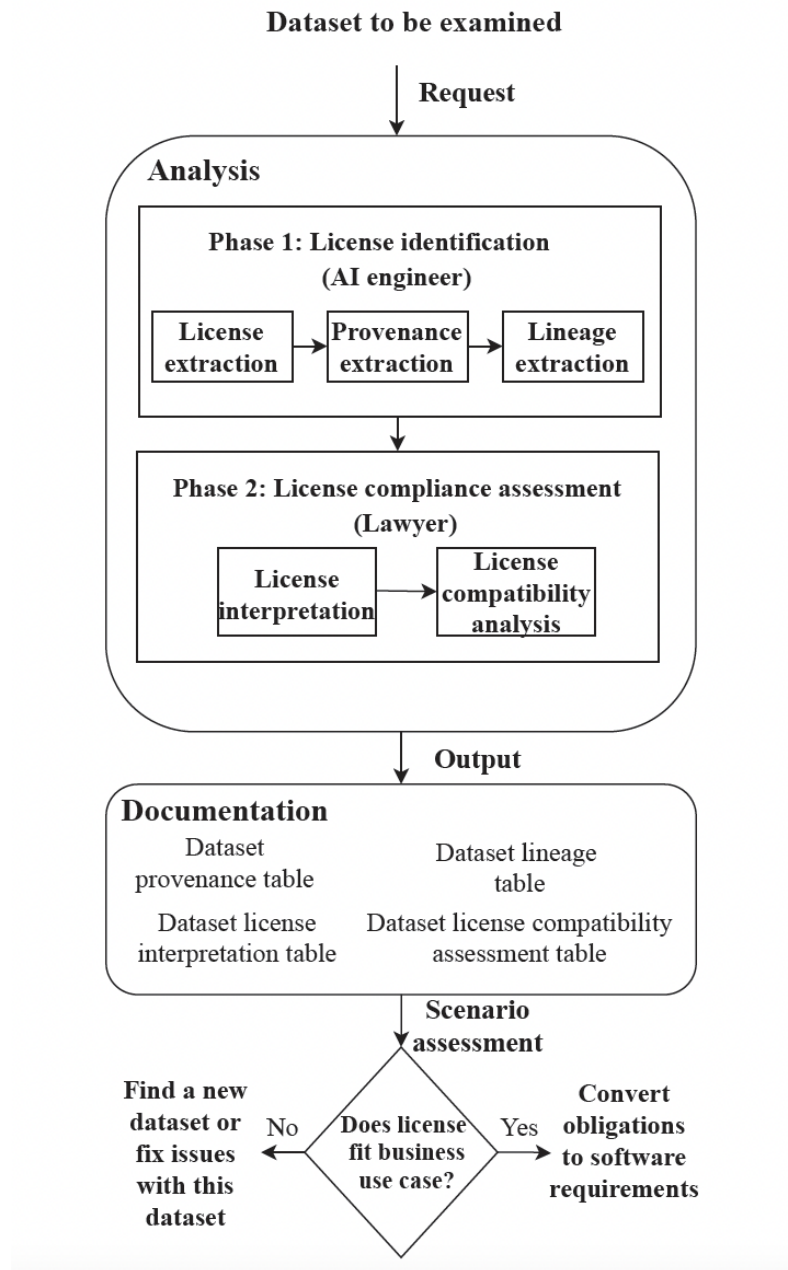 Dataset to be examined
Request
Analysis
Phase 1: License identification
(AI engineer)
License
extraction
Provenance
extraction
Lineage
extraction
Phase 2: License compliance assessment
(Lawyer)
License
interpretation
License
compatibility
analysis
Output
Documentation
Dataset
provenance table
Dataset lineage
table
Dataset license
interpretation table
Dataset license compatibility
assessment table
Scenario
assessment
Find a new
dataset or
fix issues
with this
dataset
No
Does license
fit business
use case?
Yes
Convert
obligations
to software
requirements